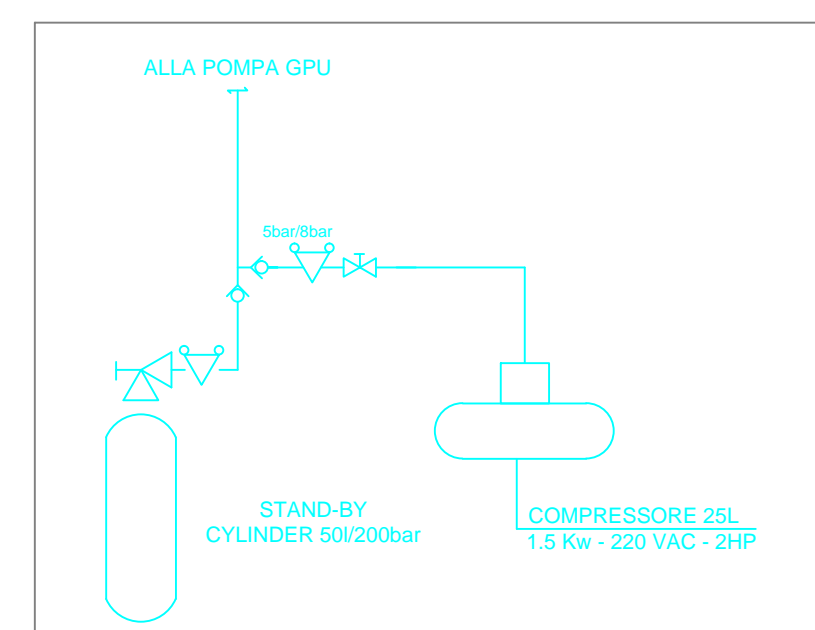 ALLA POMPA GPU
5bar/8bar
STAND-BY
CYLINDER 50l/200bar
COMPRESSORE 25L
1.5 Kw - 220 VAC - 2HP